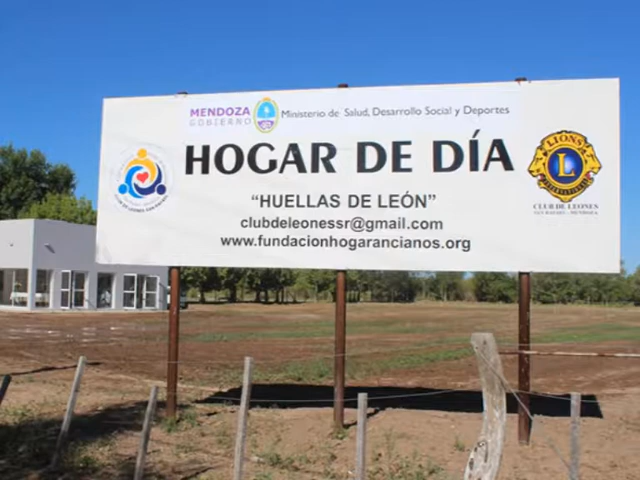 MENDOZA
GOBIERNO
Ministerio de Salud, Desarrollo Social y Deportes
HOGAR DE DÍA
"HUELLAS DE LEÓN"
clubdeleonessr@gmail.com
www.fundacionhogarancianos.org
LIONS
L
INTERNATIONAL
CLUB DE LEONES
SAN RAFAEL - MENDOZA